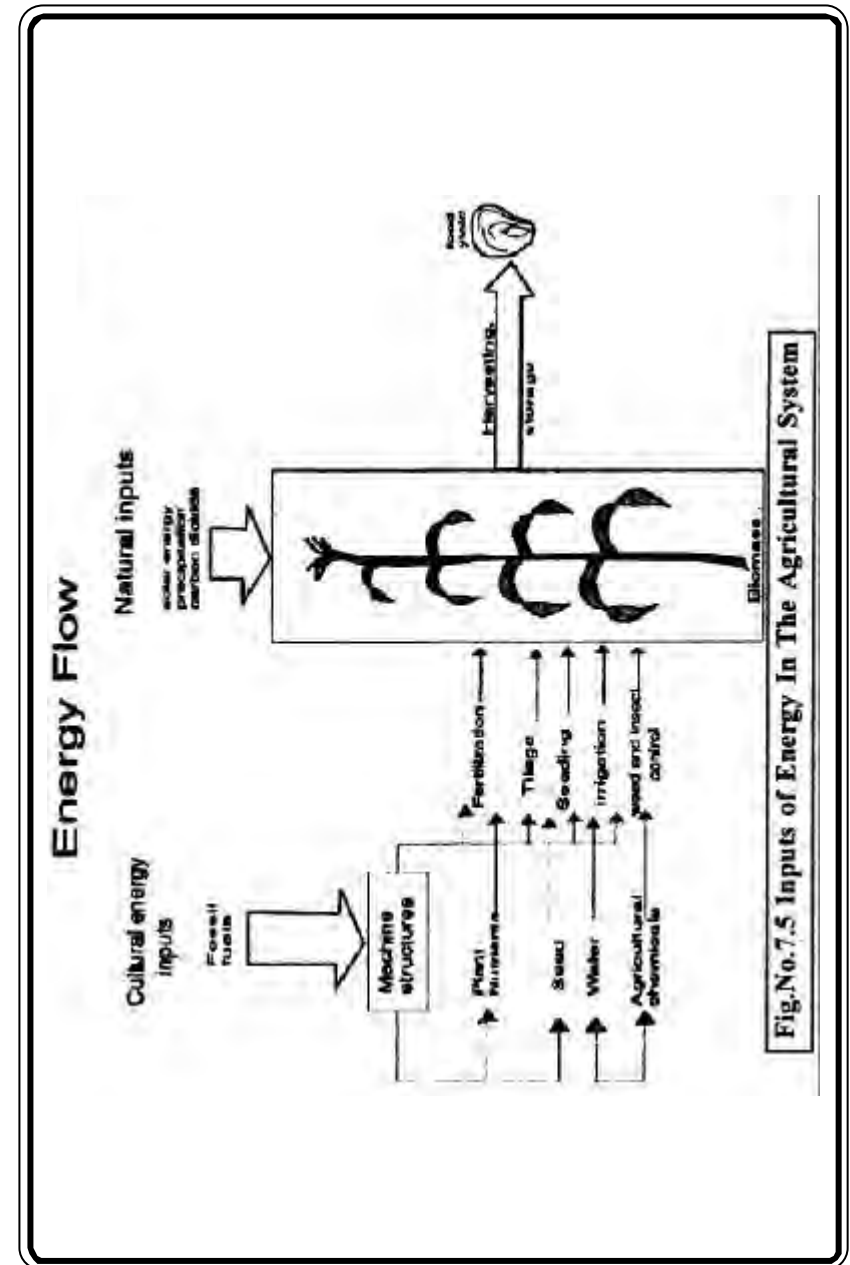 Energy Flow
Cultural energy
inputs
Fossil
fuels
Machine
structures
Plant
Nutrients
Seed
Water
Agricultural
chemicals
Fertilization
Tillage
Seeding
irrigation
weed and insect
control
Natural inputs
solar energy
precipitation
carbon dioxide
Biomass
Harvesting,
storage
food
Fig.No.7.5 Inputs of Energy In The Agricultural System